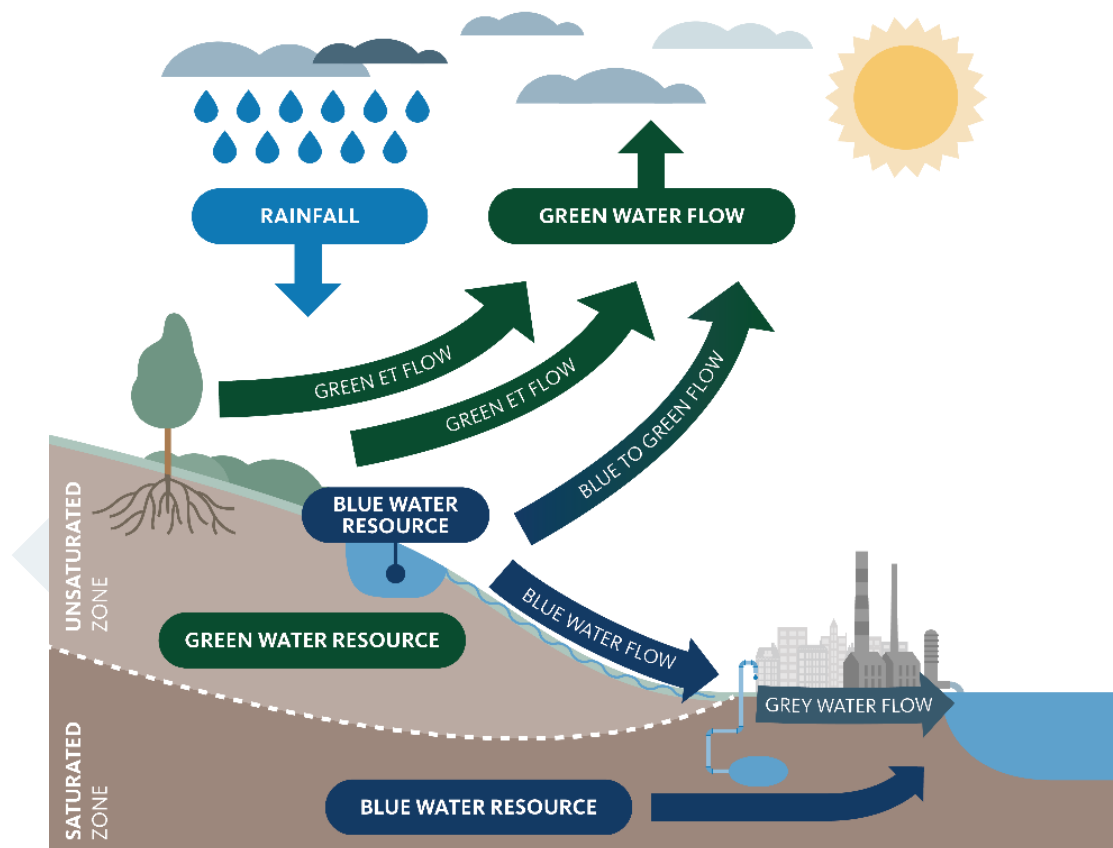 RAINFALL
GREEN WATER FLOW
GREEN ET FLOW
GREEN ET FLOW
BLUE TO GREEN FLOW
BLUE WATER
RESOURCE
UNSATURATED
ZONE
BLUE WATER FLOW
GREEN WATER RESOURCE
GREY WATER FLOW
SATURATED
ZONE
BLUE WATER RESOURCE